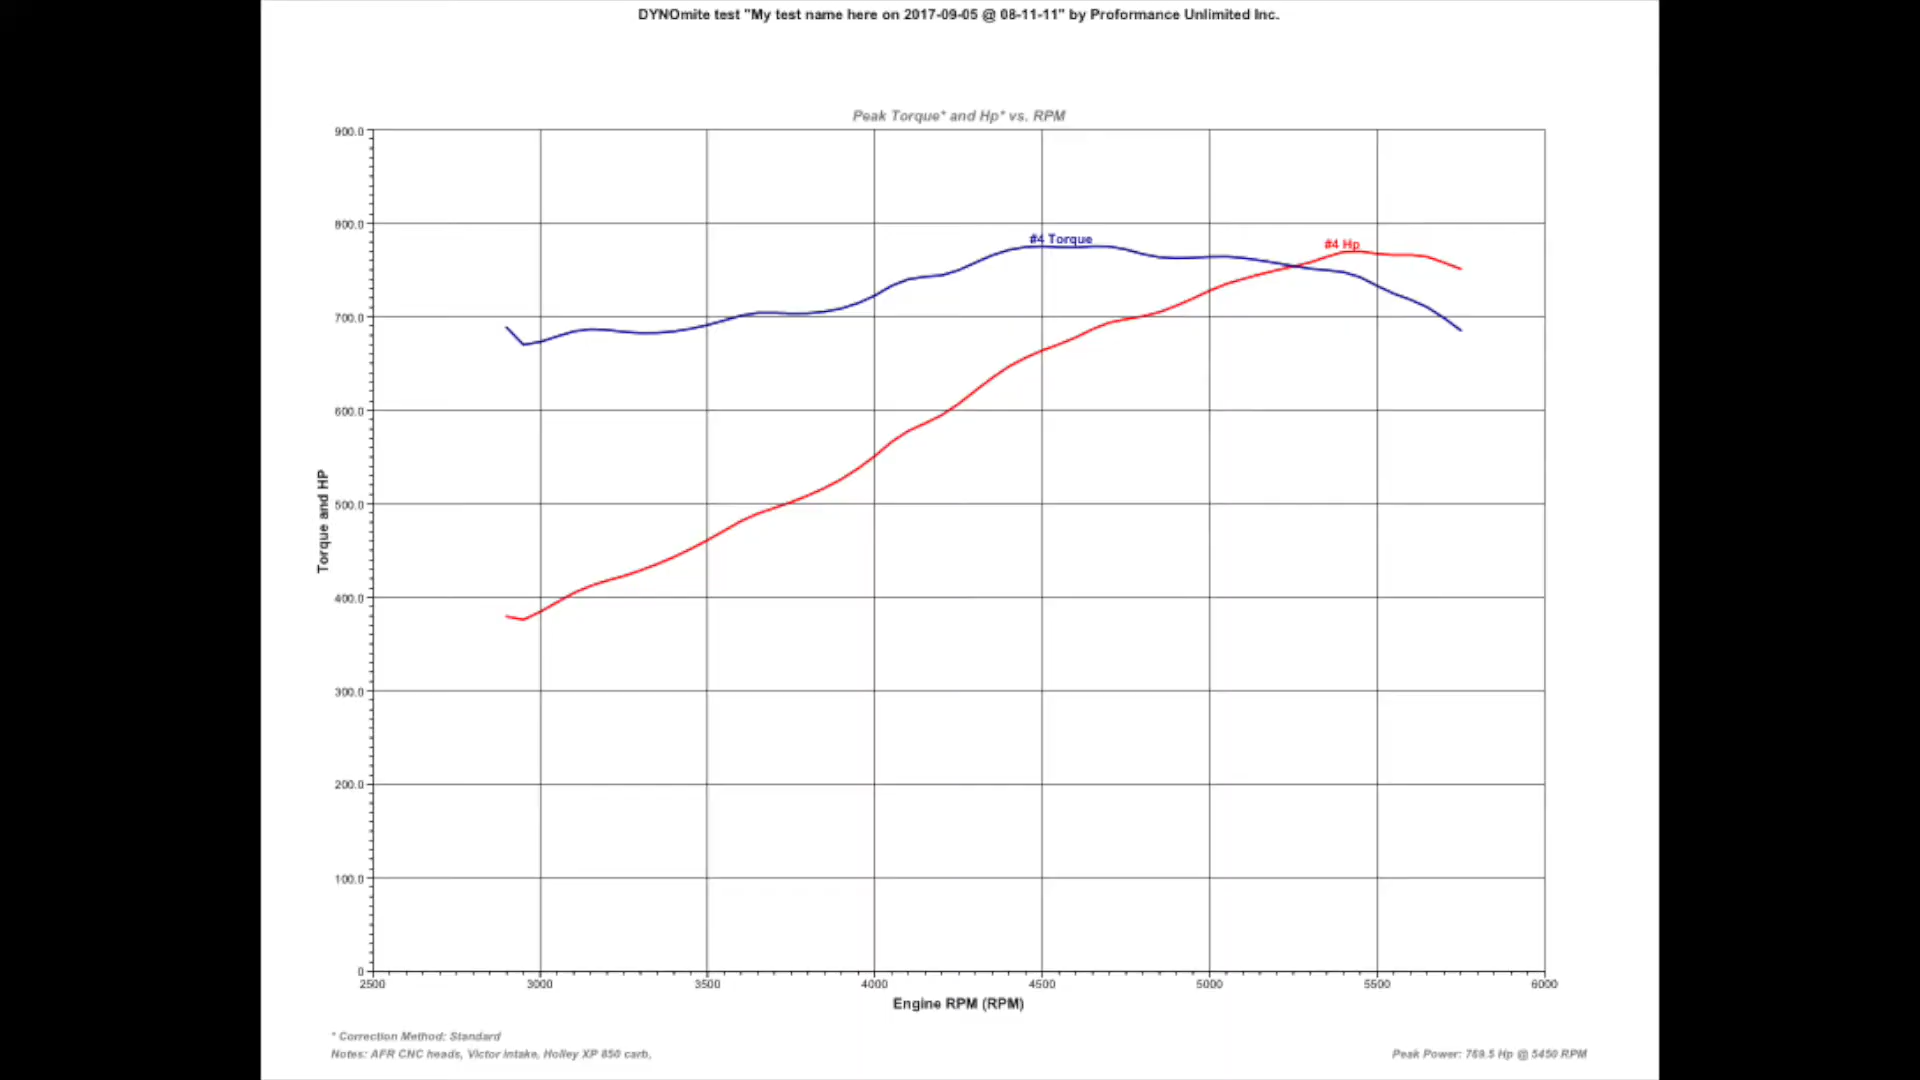 DYNOmite test "My test name here on 2017-09-05 @ 08-11-11" by Proformance Unlimited Inc.
Peak Torque* and Hp* vs. RPM
900.0
800.0
700.0
600.0
500.0
400.0
300.0
200.0
100.0
0
Torque and HP
#4 Torque
#4 Hp
2500 3000 3500 4000 4500 5000 5500 6000
Engine RPM (RPM)
* Correction Method: Standard
Notes: AFR CNC heads, Victor intake, Holley XP 850 carb,
Peak Power: 769.5 Hp @ 5450 RPM